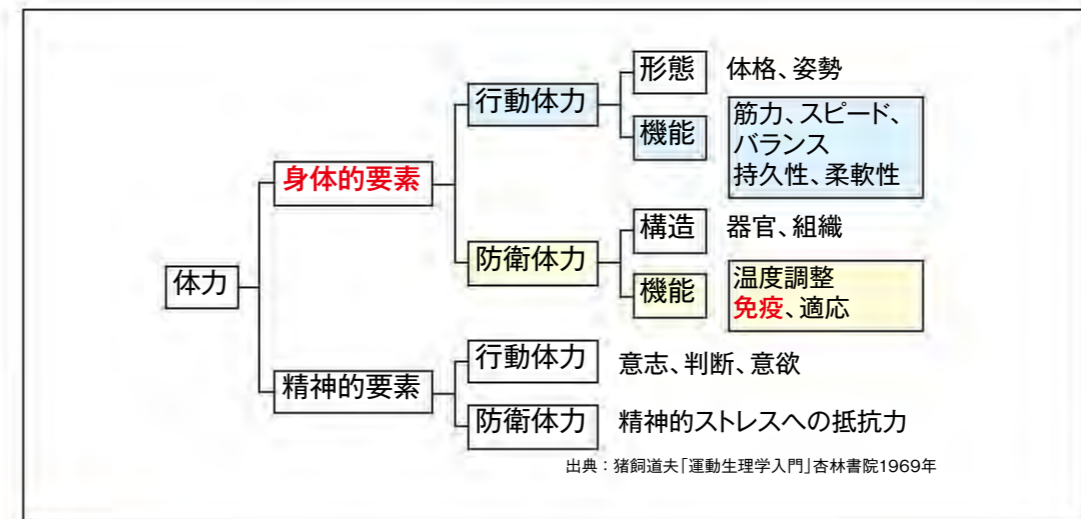 形態 体格、姿勢
行動体力
機能 筋力、スピード、
バランス
持久性、柔軟性
身体的要素
構造 器官、組織
防衛体力
機能 温度調整
免疫、適応
体力
行動体力 意志、判断、意欲
精神的要素
防衛体力 精神的ストレスへの抵抗力
出典：猪飼道夫「運動生理学入門」杏林書院1969年